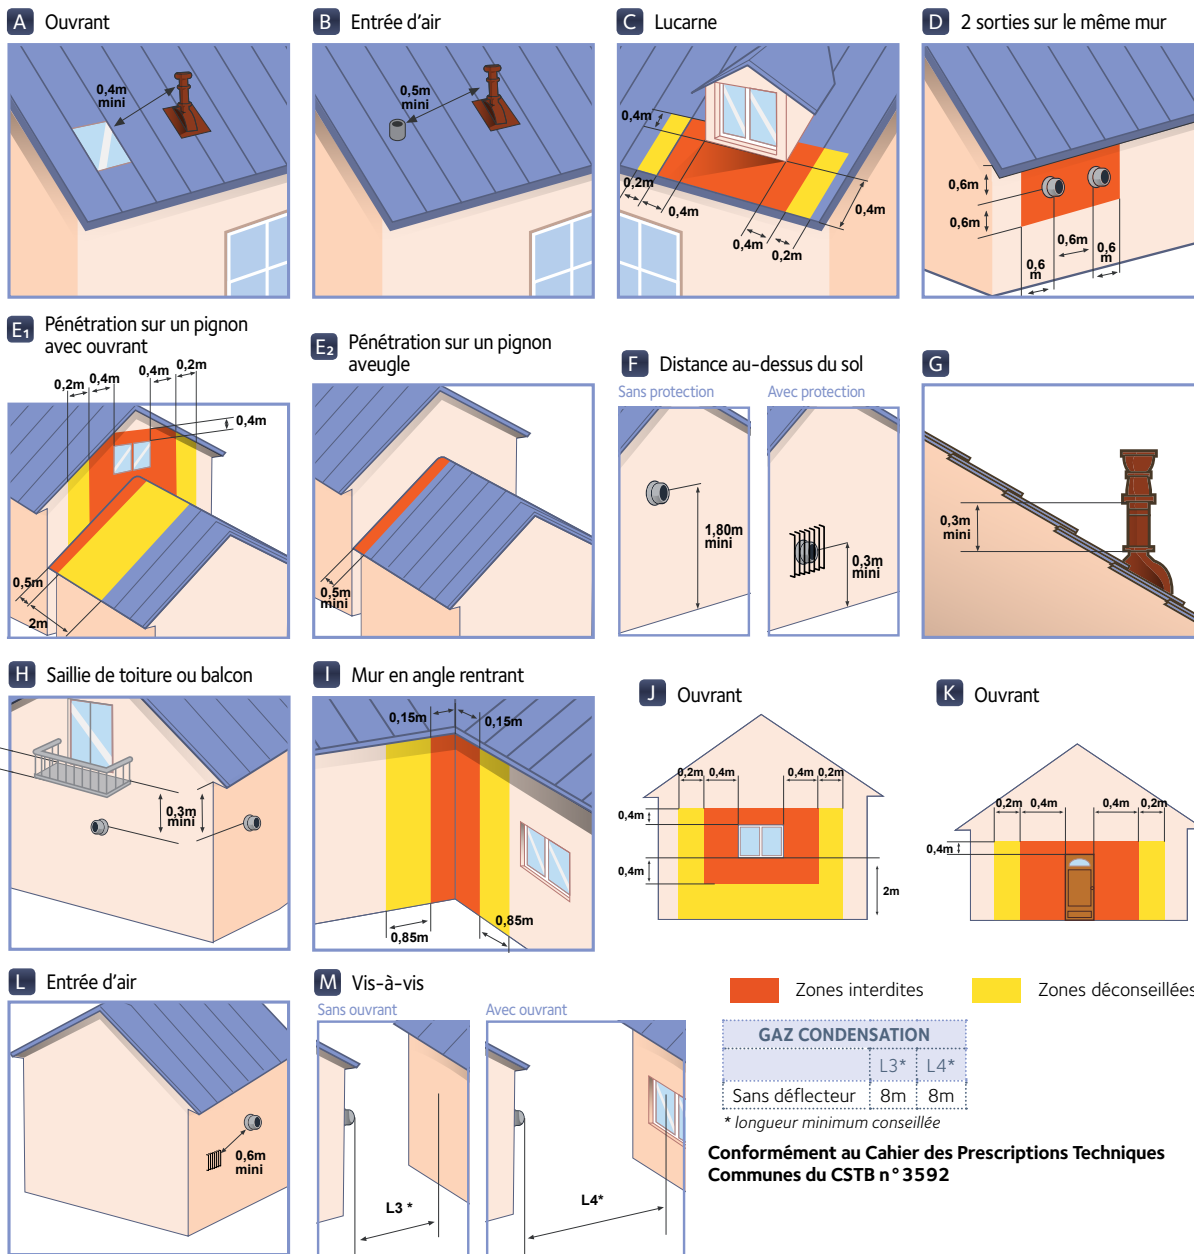 A Ouvrant
0,4m
mini
B Entrée d'air
0,5m
mini
C Lucarne
0,4m
0,2m
0,4m
0,4m
0,4m
0,2m
D 2 sorties sur le même mur
0,6m
0,6m
0,6m
0,6
m
0,6
m
E1 Pénétration sur un pignon
avec ouvrant
0,2m
0,4m
0,4m
0,2m
0,4m
0,5m
2m
E2 Pénétration sur un pignon
aveugle
0,5m
mini
F Distance au-dessus du sol
Sans protection
Avec protection
1,80m
mini
0,3m
mini
G
0,3m
mini
H Saillie de toiture ou balcon
0,3m
mini
I Mur en angle rentrant
0,15m
0,15m
0,85m
0,85m
J Ouvrant
0,2m
0,4m
0,4m
0,2m
0,4m
0,4m
2m
K Ouvrant
0,2m
0,4m
0,4m
0,2m
0,4m
L Entrée d'air
0,6m
mini
M Vis-à-vis
Sans ouvrant
Avec ouvrant
L3 *
L4*
Zones interdites
Zones déconseillées
GAZ CONDENSATION
L3* L4*
Sans déflecteur 8m 8m
* longueur minimum conseillée
Conformément au Cahier des Prescriptions Techniques
Communes du CSTB n° 3592